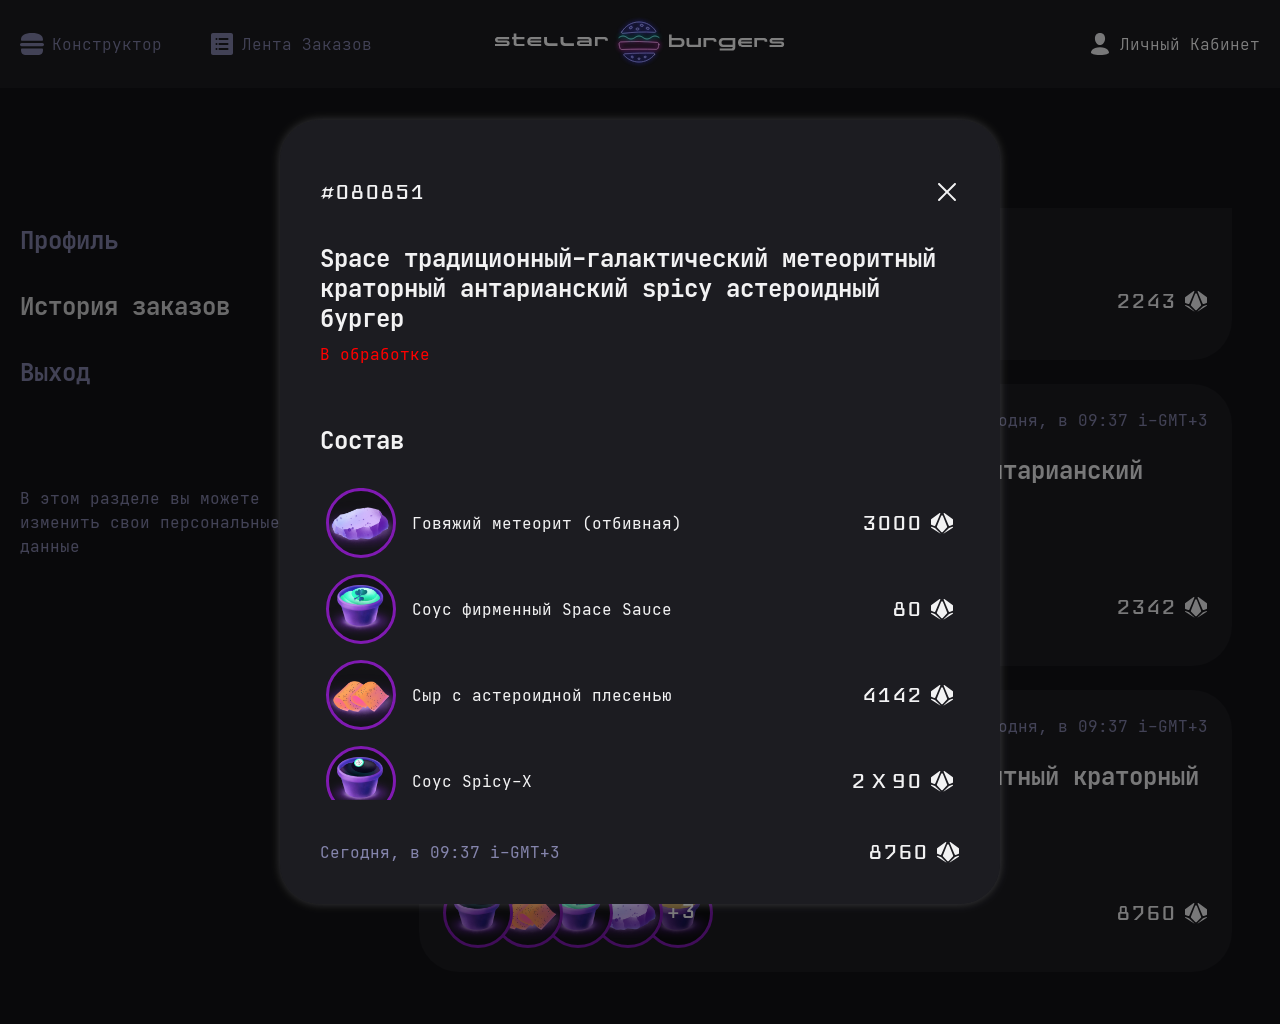 Конструктор
Лента Заказов
stellar burgers
Личный Кабинет
Профиль
История заказов
Выход
В этом разделе вы можете
изменить свои персональные
данные
#080851
Space традиционный-галактический метеоритный
краторный антарианский spicy астероидный
бургер
В обработке
Состав
Говяжий метеорит (отбивная)
3000
Соус фирменный Space Sauce
80
Сыр с астероидной плесенью
4142
Соус Spicy-X
2 X 90
Сегодня, в 09:37 i-GMT+3
8760
2243
одня, в 09:37 i-GMT+3
нтарианский
2342
одня, в 09:37 i-GMT+3
итный краторный
+3
8760